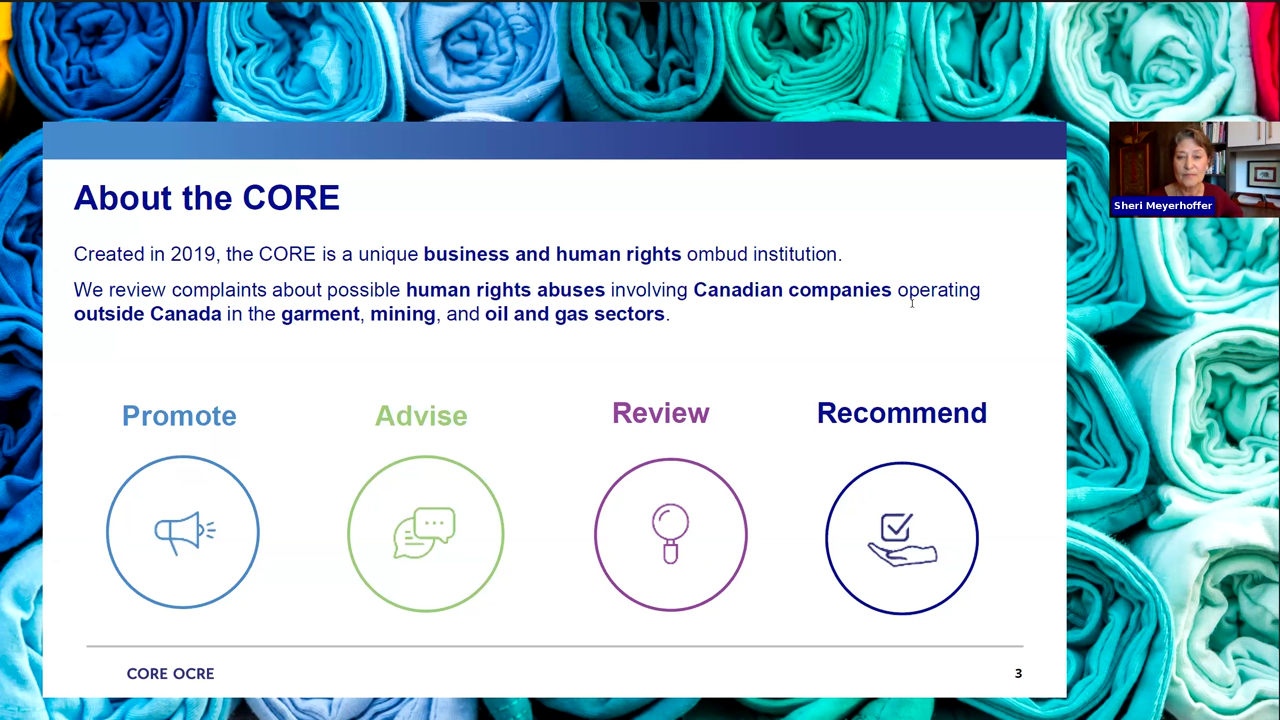 About the CORE
Created in 2019, the CORE is a unique business and human rights ombud institution.
We review complaints about possible human rights abuses involving Canadian companies operating
outside Canada in the garment, mining, and oil and gas sectors.
Promote
Advise
Review
Recommend
CORE OCRE
3
Sheri Meyerhoffer